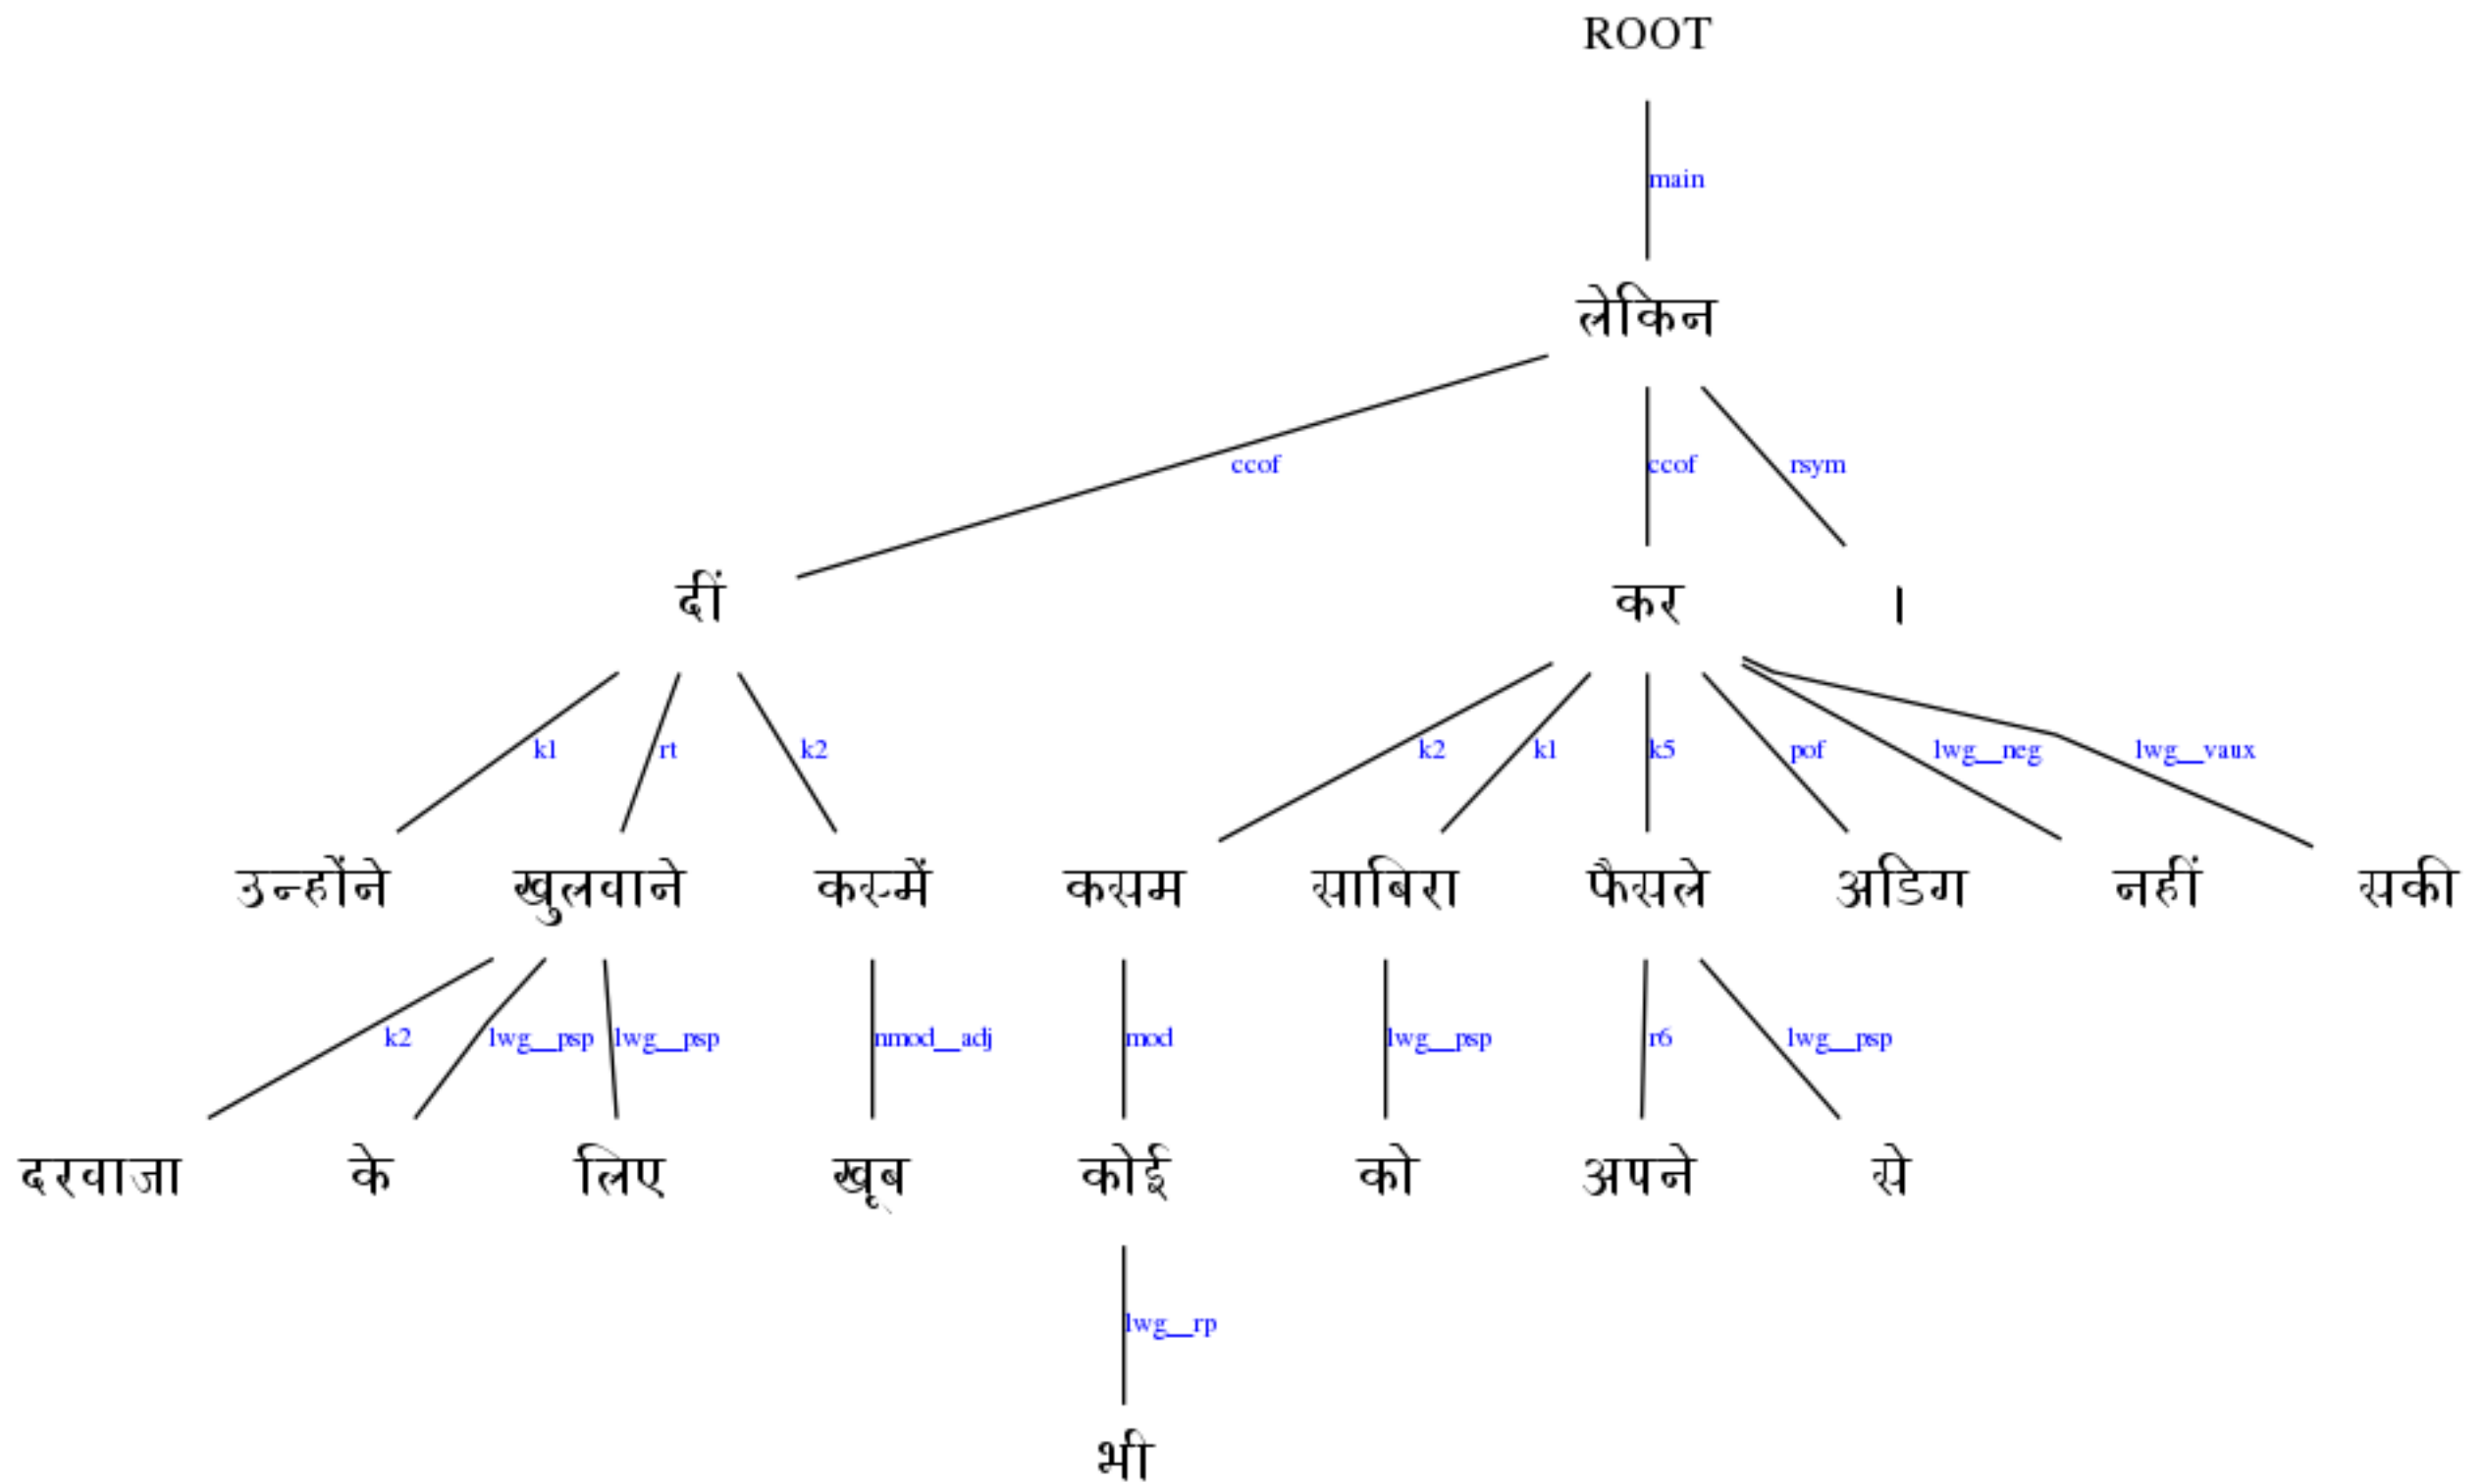 ROOT
main
लेकिन
ccof ccof rsym
दीं कर ।
k1 rt k2 k2 k1 k5 pof lwg__neg lwg__vaux
उन्होंने खुलवाने कस्में कसम साबिरा फैसले अडिग नहीं सकी
k2 lwg__psp lwg__psp nmod__adj mod lwg__psp r6 lwg__psp
दरवाजा के लिए खूब कोई को अपने से
lwg__rp
भी